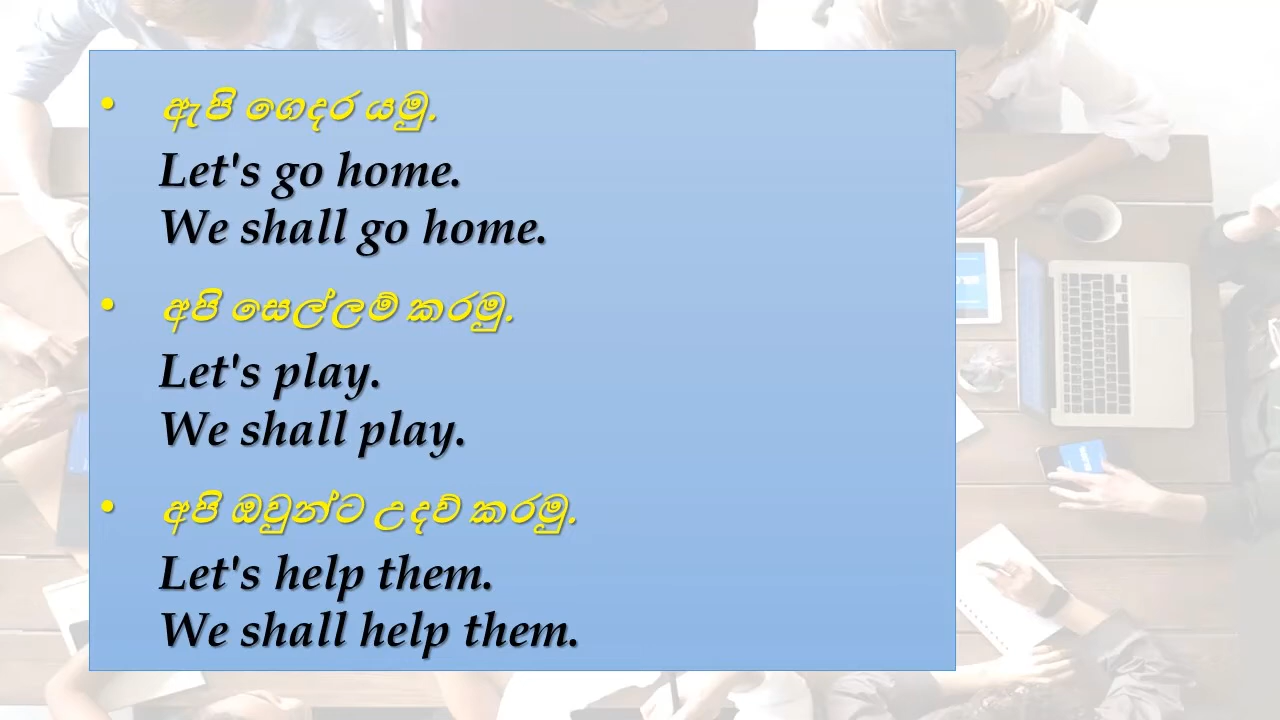 • ඇපි ගෙදර යමු.
Let's go home.
We shall go home.
• අපි සෙල්ලම් කරමු.
Let's play.
We shall play.
• අපි ඔවුන්ට උදව් කරමු.
Let's help them.
We shall help them.